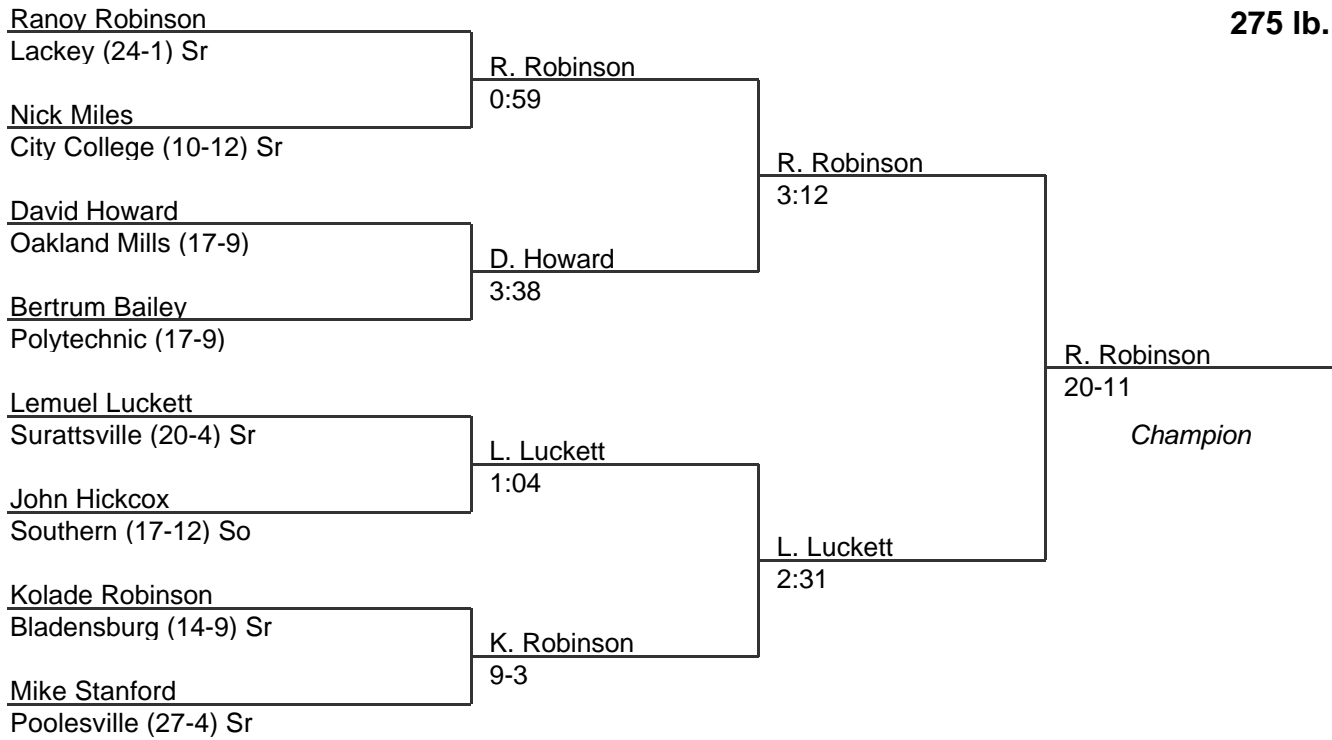 275 lb.
Ranoy Robinson
Lackey (24-1) Sr
Nick Miles
City College (10-12) Sr
David Howard
Oakland Mills (17-9)
Bertrum Bailey
Polytechnic (17-9)
Lemuel Luckett
Surattsville (20-4) Sr
John Hickcox
Southern (17-12) So
Kolade Robinson
Bladensburg (14-9) Sr
Mike Stanford
Poolesville (27-4) Sr
R. Robinson
0:59
D. Howard
3:38
L. Luckett
1:04
K. Robinson
9-3
R. Robinson
3:12
L. Luckett
2:31
R. Robinson
20-11
Champion